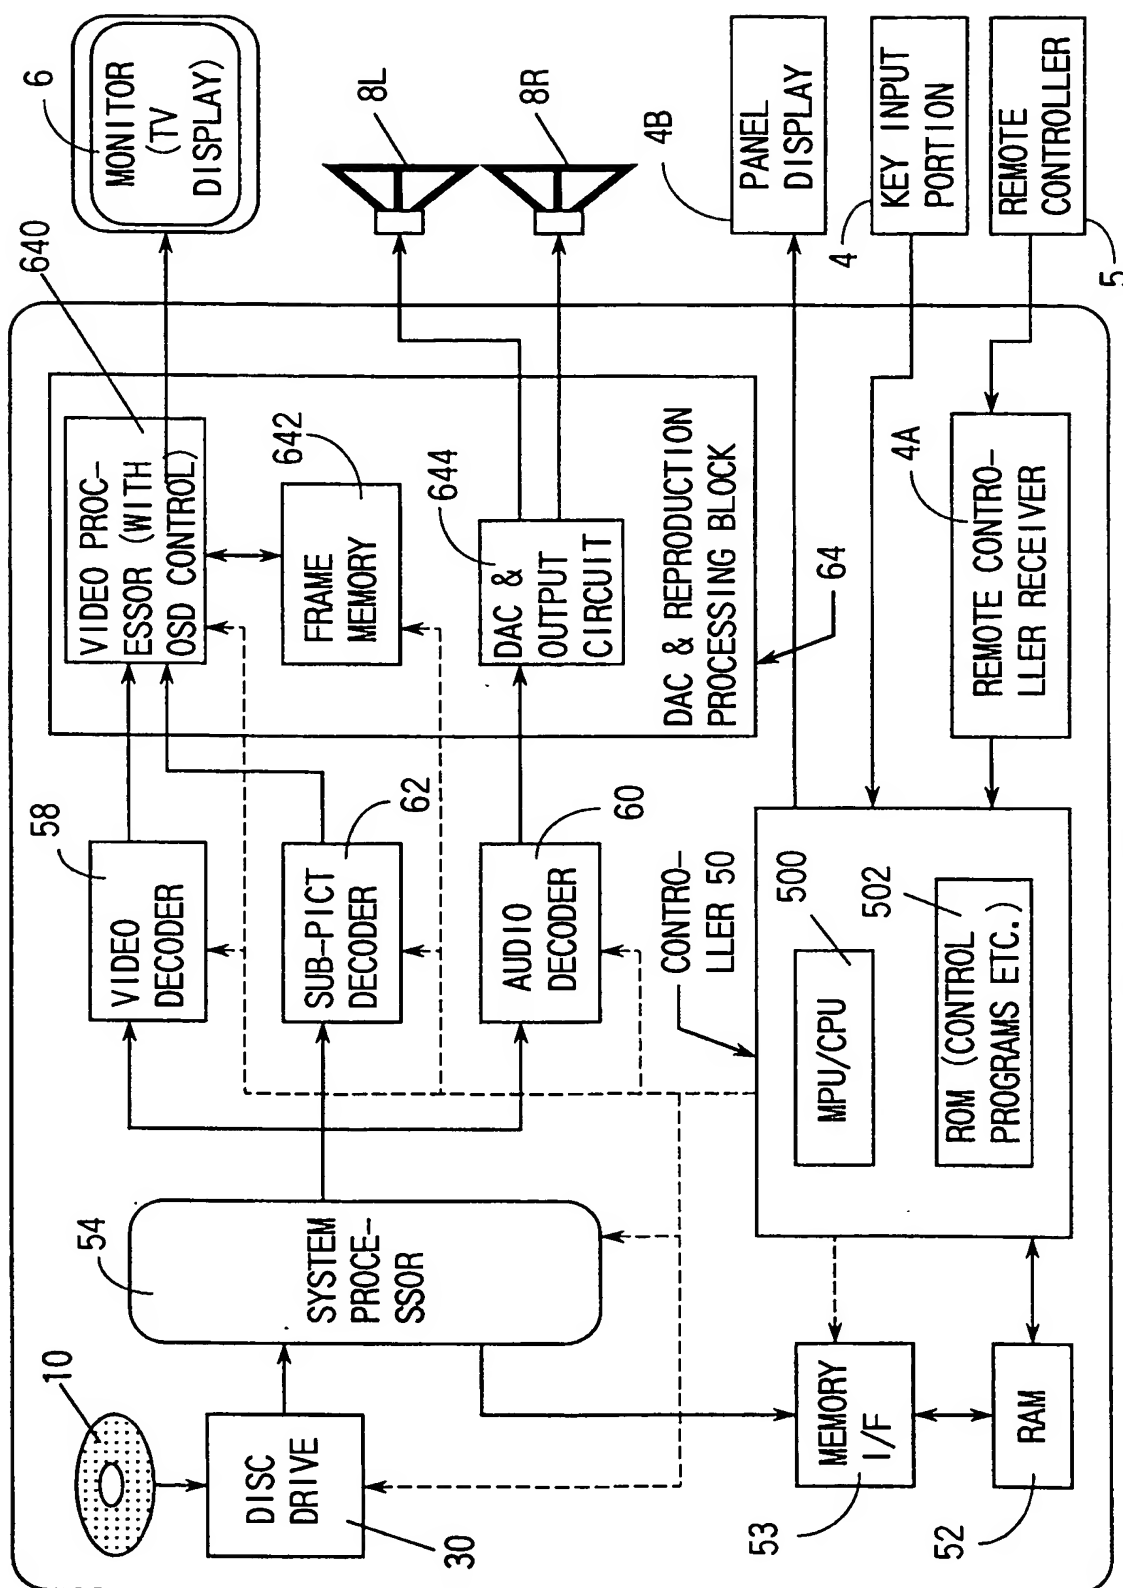 10
DISC
DRIVE
30
54
SYSTEM
PROCE-
SSOR
MEMORY
I/F
53
RAM
52
58
VIDEO
DECODER
SUB-PICT
DECODER
62
AUDIO
DECODER
60
CONTRO-
LLER 50
MPU/CPU
500
ROM (CONTROL
PROGRAMS ETC.)
502
640
VIDEO PROC-
ESSOR (WITH
OSD CONTROL)
FRAME
MEMORY
642
644
DAC &
OUTPUT
CIRCUIT
DAC & REPRODUCTION
PROCESSING BLOCK
64
REMOTE CONTRO-
LLER RECEIVER
4A
6
MONITOR
(TV
DISPLAY)
8L
8R
4B
PANEL
DISPLAY
KEY INPUT
PORTION
4
REMOTE
CONTROLLER
5